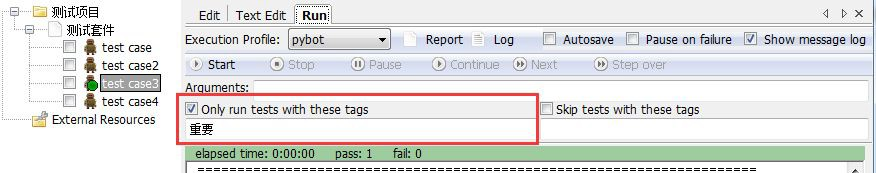 测试项目
测试套件
test case
test case2
test case3
test case4
External Resources
Edit Text Edit Run
Execution Profile: pybot Report Log Autosave Pause on failure Show message log
Start Stop Pause Continue Next Step over
Arguments:
Only run tests with these tags Skip tests with these tags
重要
elapsed time: 0:00:00 pass: 1 fail: 0